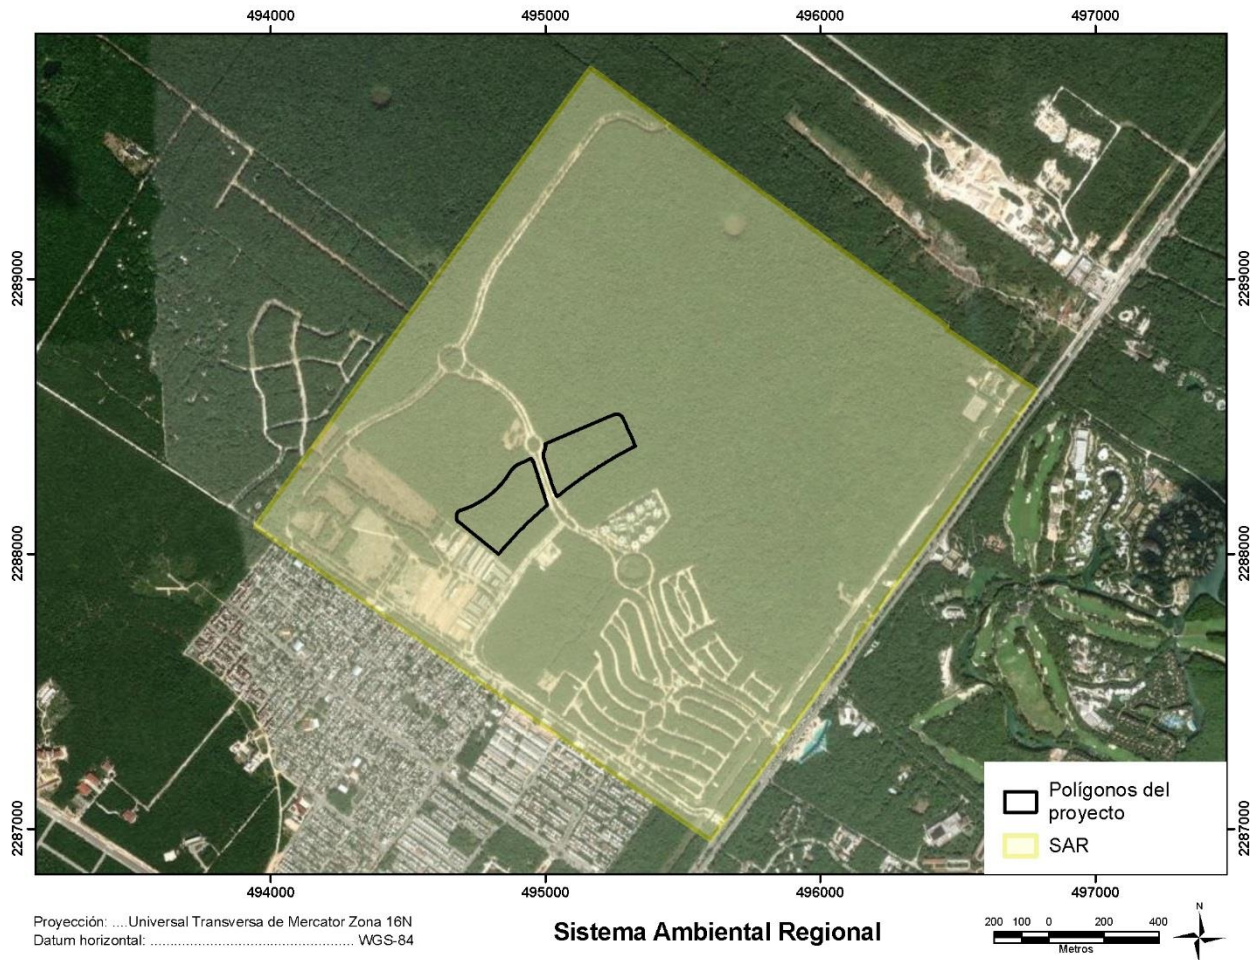 494000 495000 496000 497000
2289000 2289000
2288000 2288000
2287000 2287000
Polígonos del
proyecto
SAR
494000 495000 496000 497000
Proyección: ....Universal Transversa de Mercator Zona 16N
Datum horizontal: ..................................................... WGS-84
Sistema Ambiental Regional
200 100 0 200 400
Metros
N